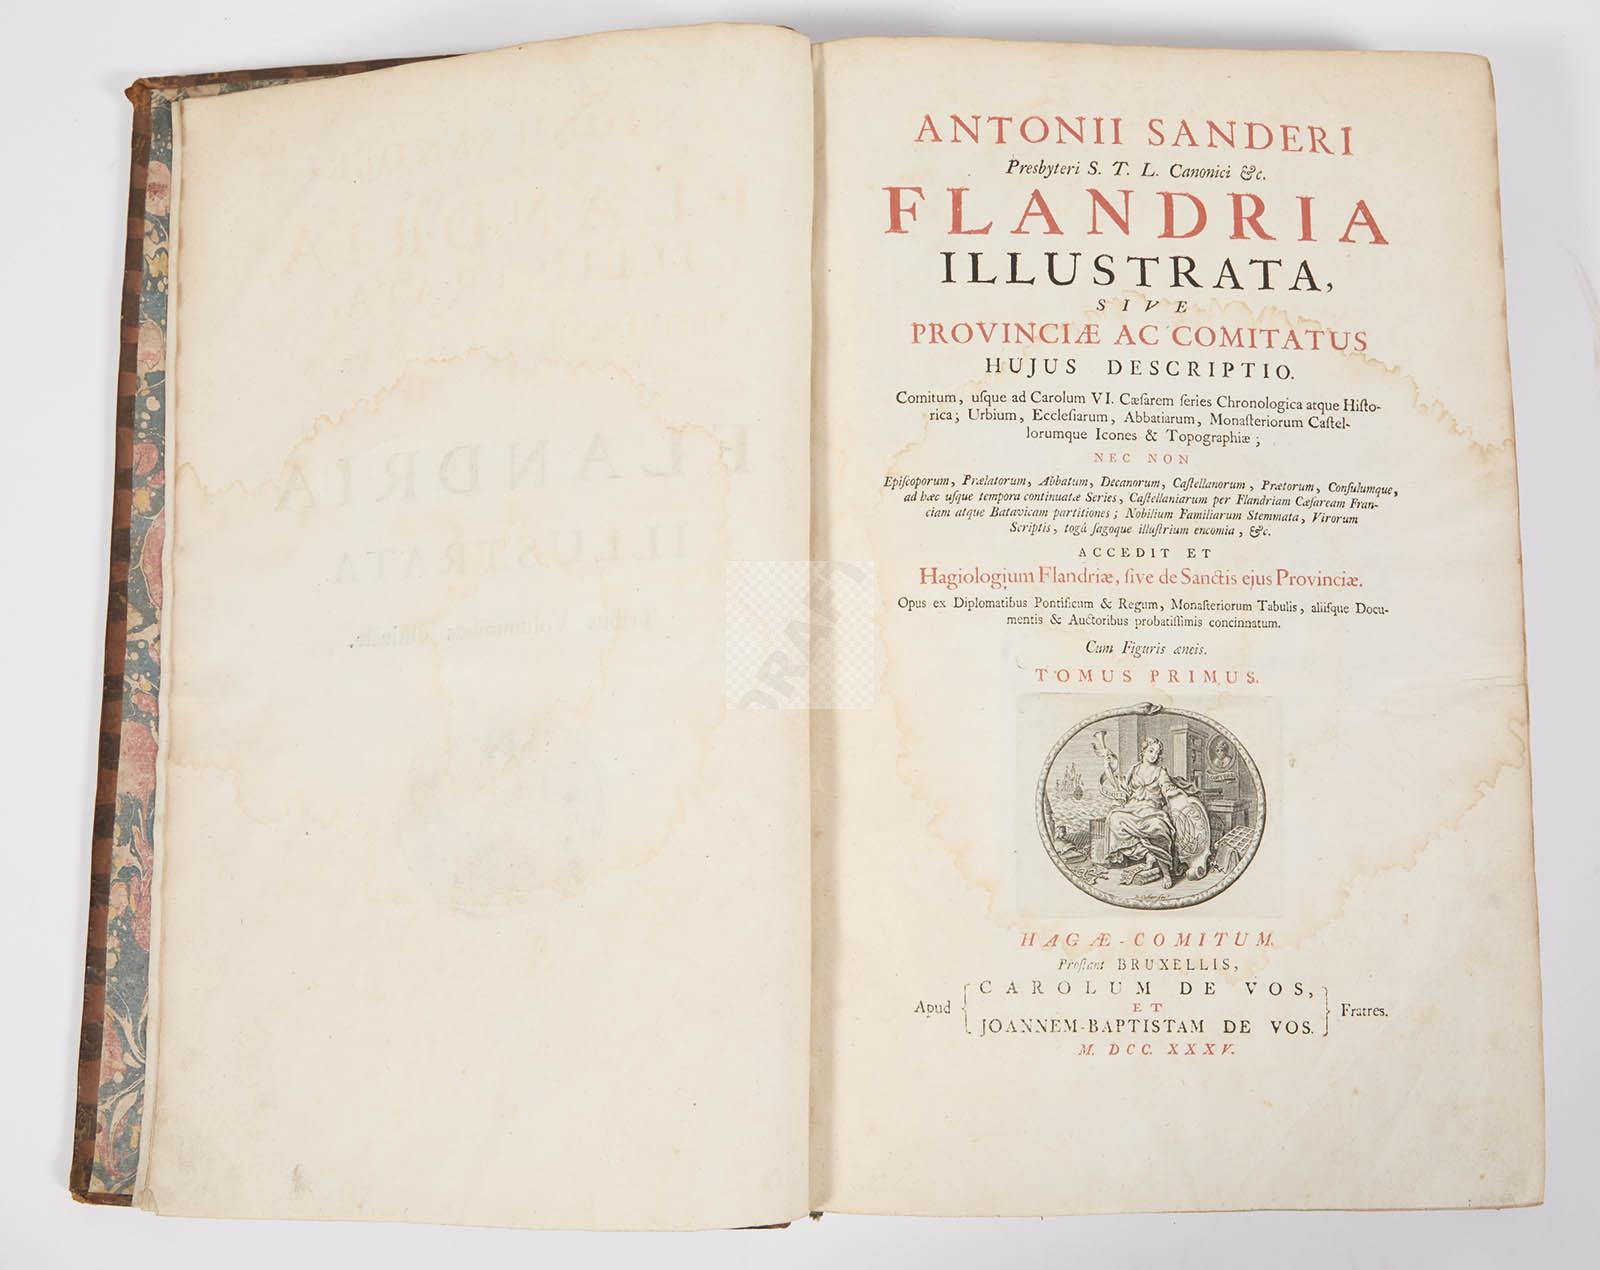 FLANDRIA
ILLUSTRATA
DRAFT
ANTONII SANDERI
Presbyteri S. T. L. Canonici &c.
FLANDRIA
ILLUSTRATA,
SIVE
PROVINCIÆ AC COMITATUS
HUJUS DESCRIPTIO.
Comitum, uſque ad Carolum VI. Cæſarem ſeries Chronologica atque Hiſto-
rica; Urbium, Eccleſiarum, Abbatiarum, Monaſteriorum Caſtel-
lorumque Icones & Topographiæ;
NEC NON
Epiſcoporum, Prælatorum, Abbatum, Decanorum, Caſtellanorum, Prætorum, Conſulumque,
ad hæc uſque tempora continuatæ Series, Caſtellaniarum per Flandriam Cæſaream Fran-
ciam atque Batavicam partitiones; Nobilium Familiarum Stemmata, Virorum
Scriptis, togâ ſagoque illuſtrium encomia, &c.
ACCEDIT ET
Hagiologium Flandriæ, ſive de Sanctis ejus Provinciæ.
Opus ex Diplomatibus Pontificum & Regum, Monaſteriorum Tabulis, aliiſque Docu-
mentis & Auctoribus probatiſſimis concinnatum.
Cum Figuris æneis.
TOMUS PRIMUS.
HAGÆ-COMITUM,
Proſtant BRUXELLIS,
CAROLUM DE VOS,
Apud ET Fratres.
JOANNEM-BAPTISTAM DE VOS.
M. DCC. XXXV.